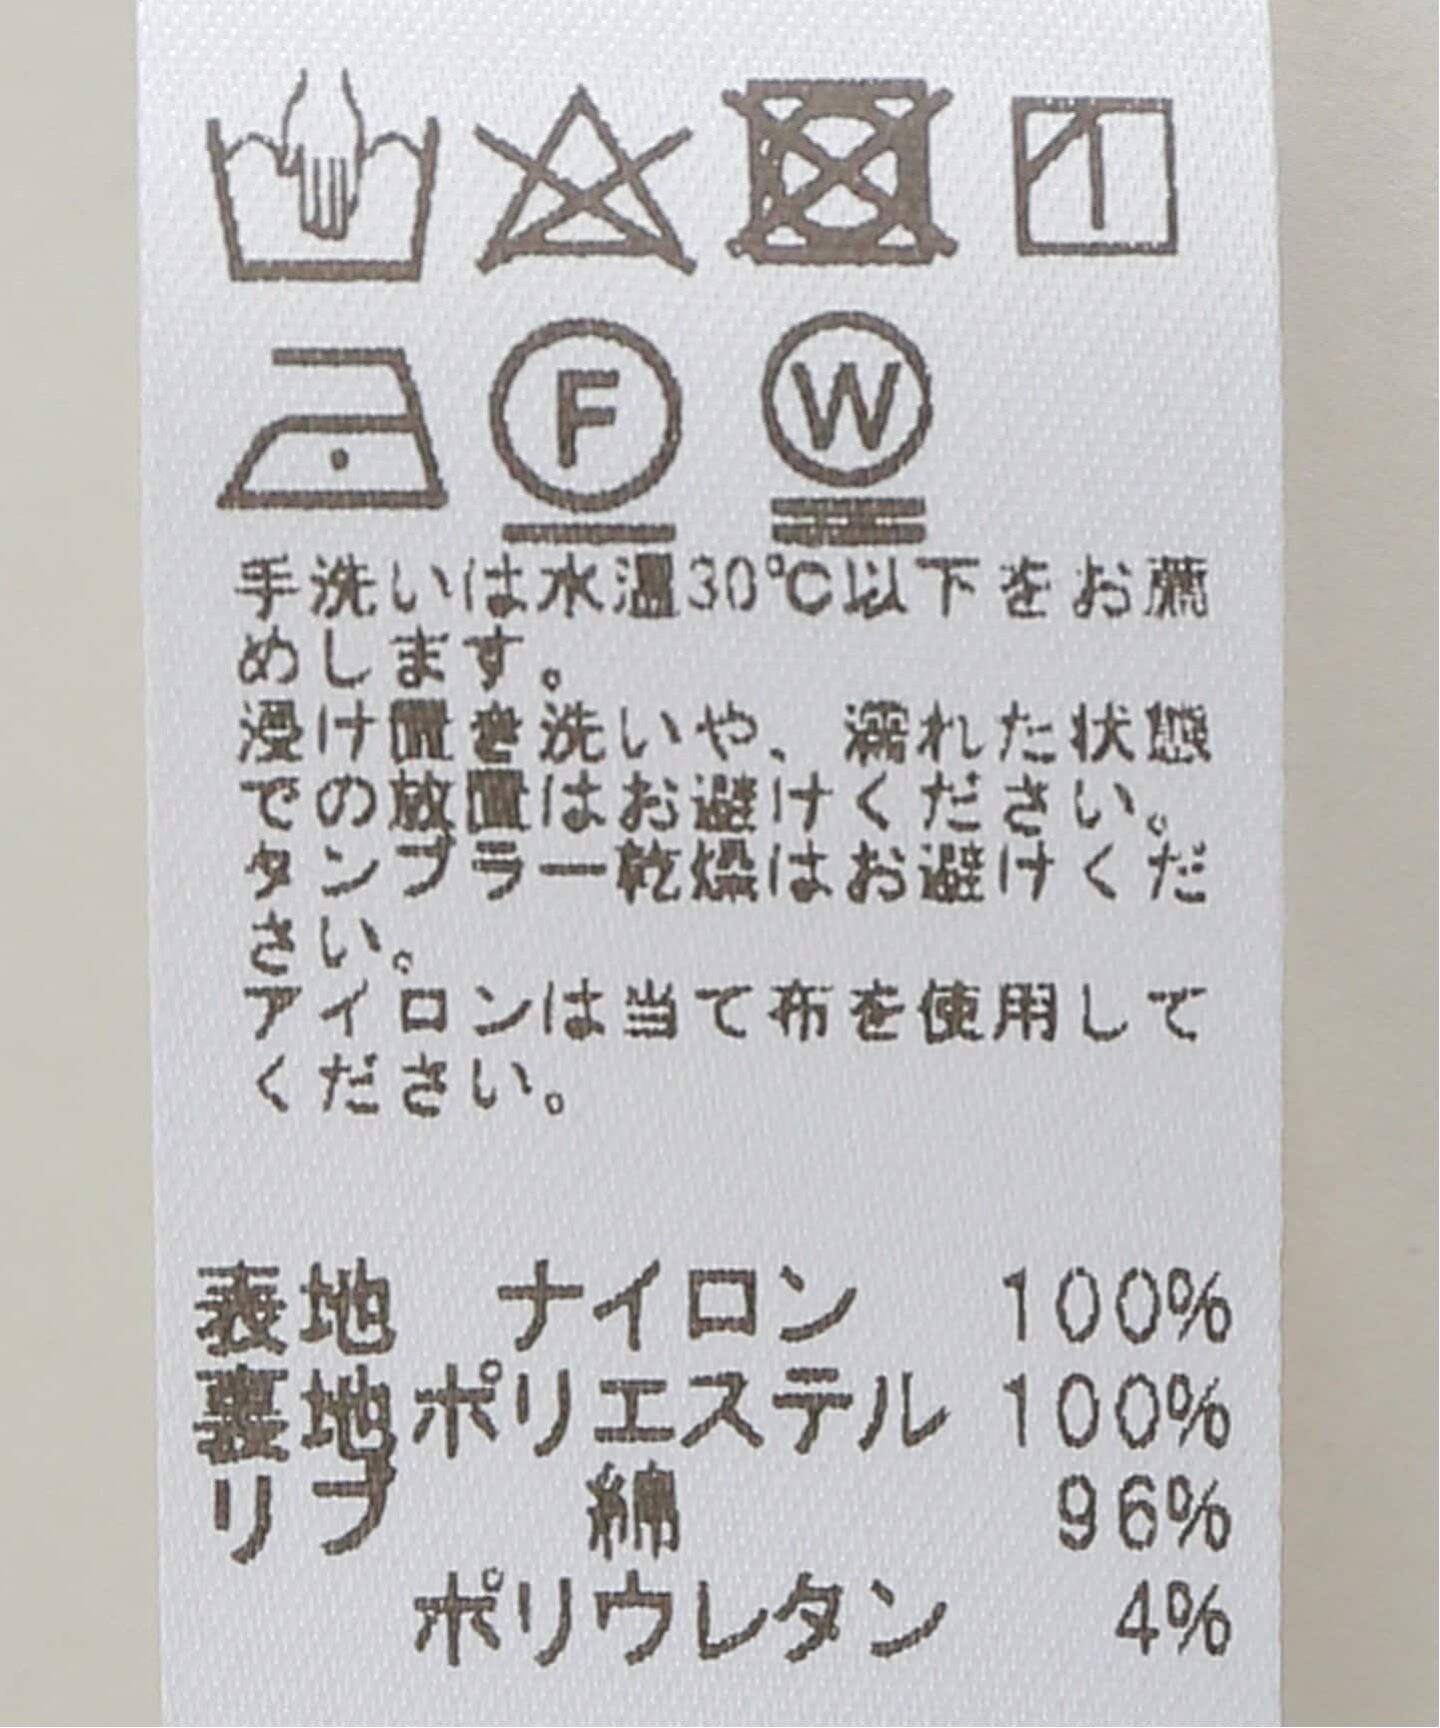 F W
手洗いは水温30℃以下をお薦
めします。
浸け置き洗いや、濡れた状態
での放置はお避けください。
タンブラー乾燥はお避けくだ
さい。
アイロンは当て布を使用して
ください。
表地 ナイロン 100%
裏地 ポリエステル 100%
リブ 綿 96%
ポリウレタン 4%